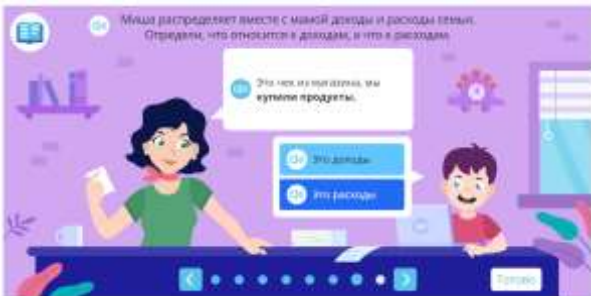 Миша распределяет вместе с мамой доходы и расходы семьи.
Определи, что относится к доходам, а что к расходам.
Это чек из магазина, мы
купили продукты.
Это доходы
Это расходы
Готово